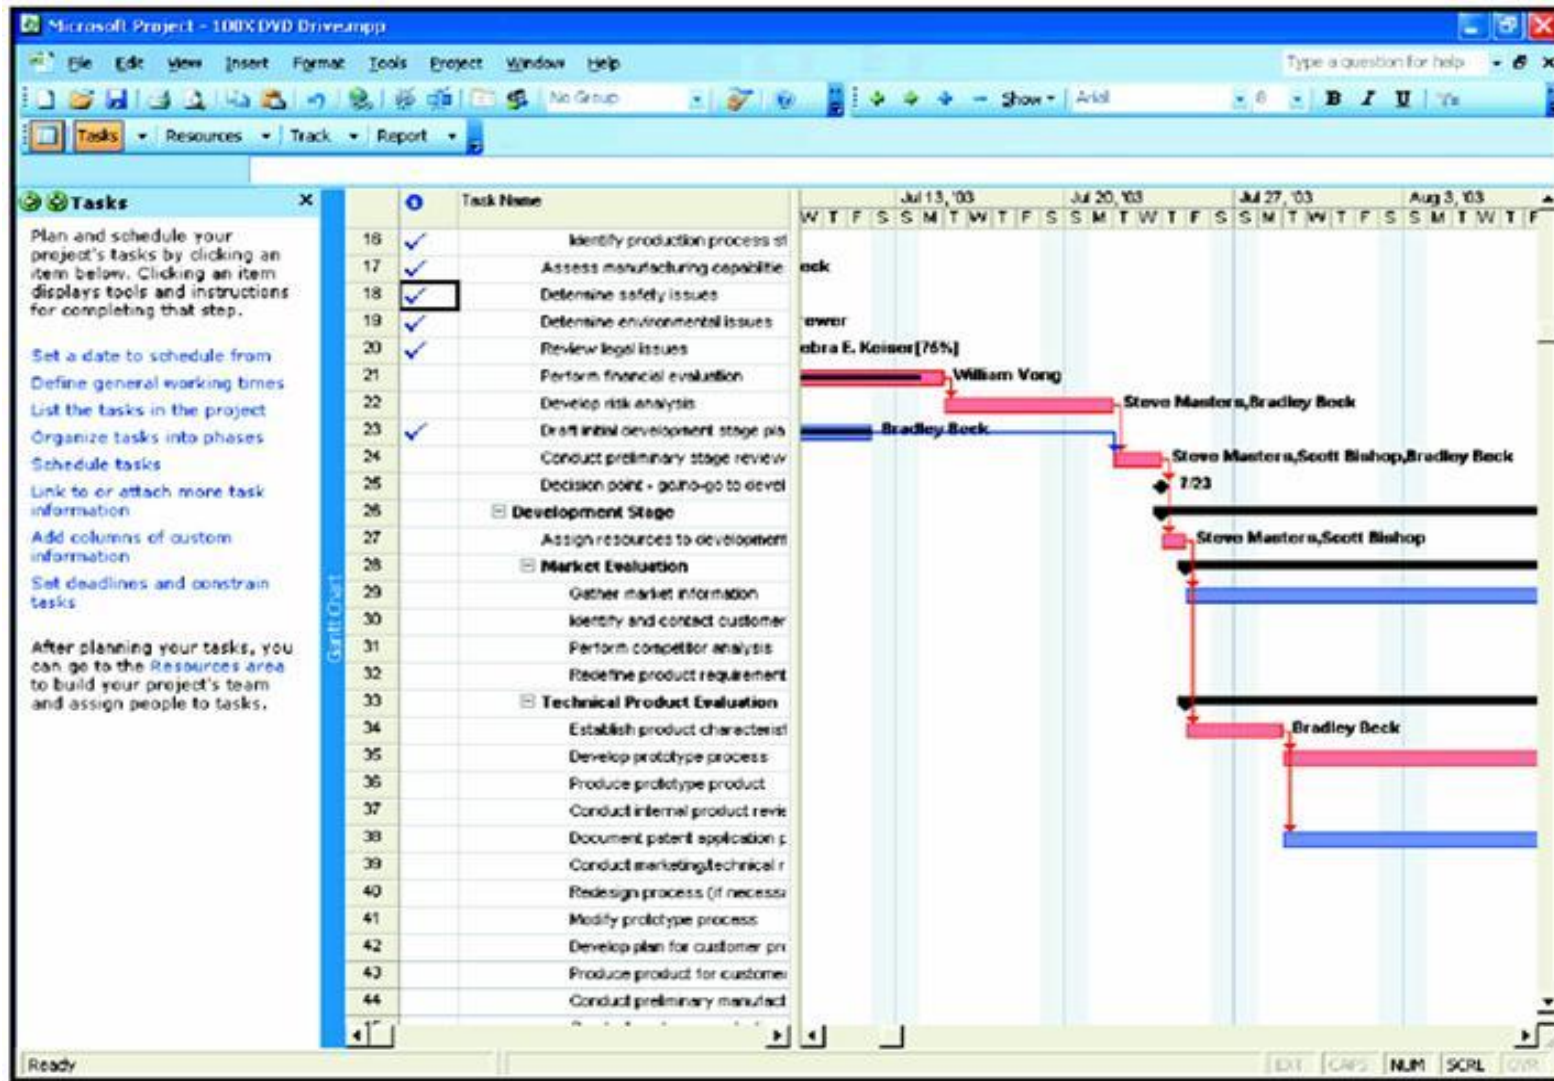 Microsoft Project - 100X DVD Drive.mpp
File Edit View Insert Format Tools Project Window Help
Type a question for help
No Group
Show
Arial
8
B I U
Tasks Resources Track Report
Tasks
Plan and schedule your
project's tasks by clicking an
item below. Clicking an item
displays tools and instructions
for completing that step.
Set a date to schedule from
Define general working times
List the tasks in the project
Organize tasks into phases
Schedule tasks
Link to or attach more task
information
Add columns of custom
information
Set deadlines and constrain
tasks
After planning your tasks, you
can go to the Resources area
to build your project's team
and assign people to tasks.
Gantt Chart
Task Name
Jul 13, '03 Jul 20, '03 Jul 27, '03 Aug 3, '03
W T F S S M T W T F S S M T W T F S S M T W T F S S M T W T F
16 Identify production process st
17 Assess manufacturing capabilitie eck
18 Determine safety issues
19 Determine environmental issues rewer
20 Review legal issues ebra E. Keiser[76%]
21 Perform financial evaluation William Vong
22 Develop risk analysis Steve Masters,Bradley Beck
23 Draft initial development stage pla Bradley Beck
24 Conduct preliminary stage review Steve Masters,Scott Bishop,Bradley Beck
25 Decision point - go/no-go to devel 7/23
26 Development Stage
27 Assign resources to development Steve Masters,Scott Bishop
28 Market Evaluation
29 Gather market information
30 Identify and contact customer
31 Perform competitor analysis
32 Redefine product requirement
33 Technical Product Evaluation
34 Establish product characterist Bradley Beck
35 Develop prototype process
36 Produce prototype product
37 Conduct internal product revie
38 Document patent application p
39 Conduct marketing/technical r
40 Redesign process (if necessa
41 Modify prototype process
42 Develop plan for customer pro
43 Produce product for customer
44 Conduct preliminary manufact
Ready
EXT CAPS NUM SCRL OVR